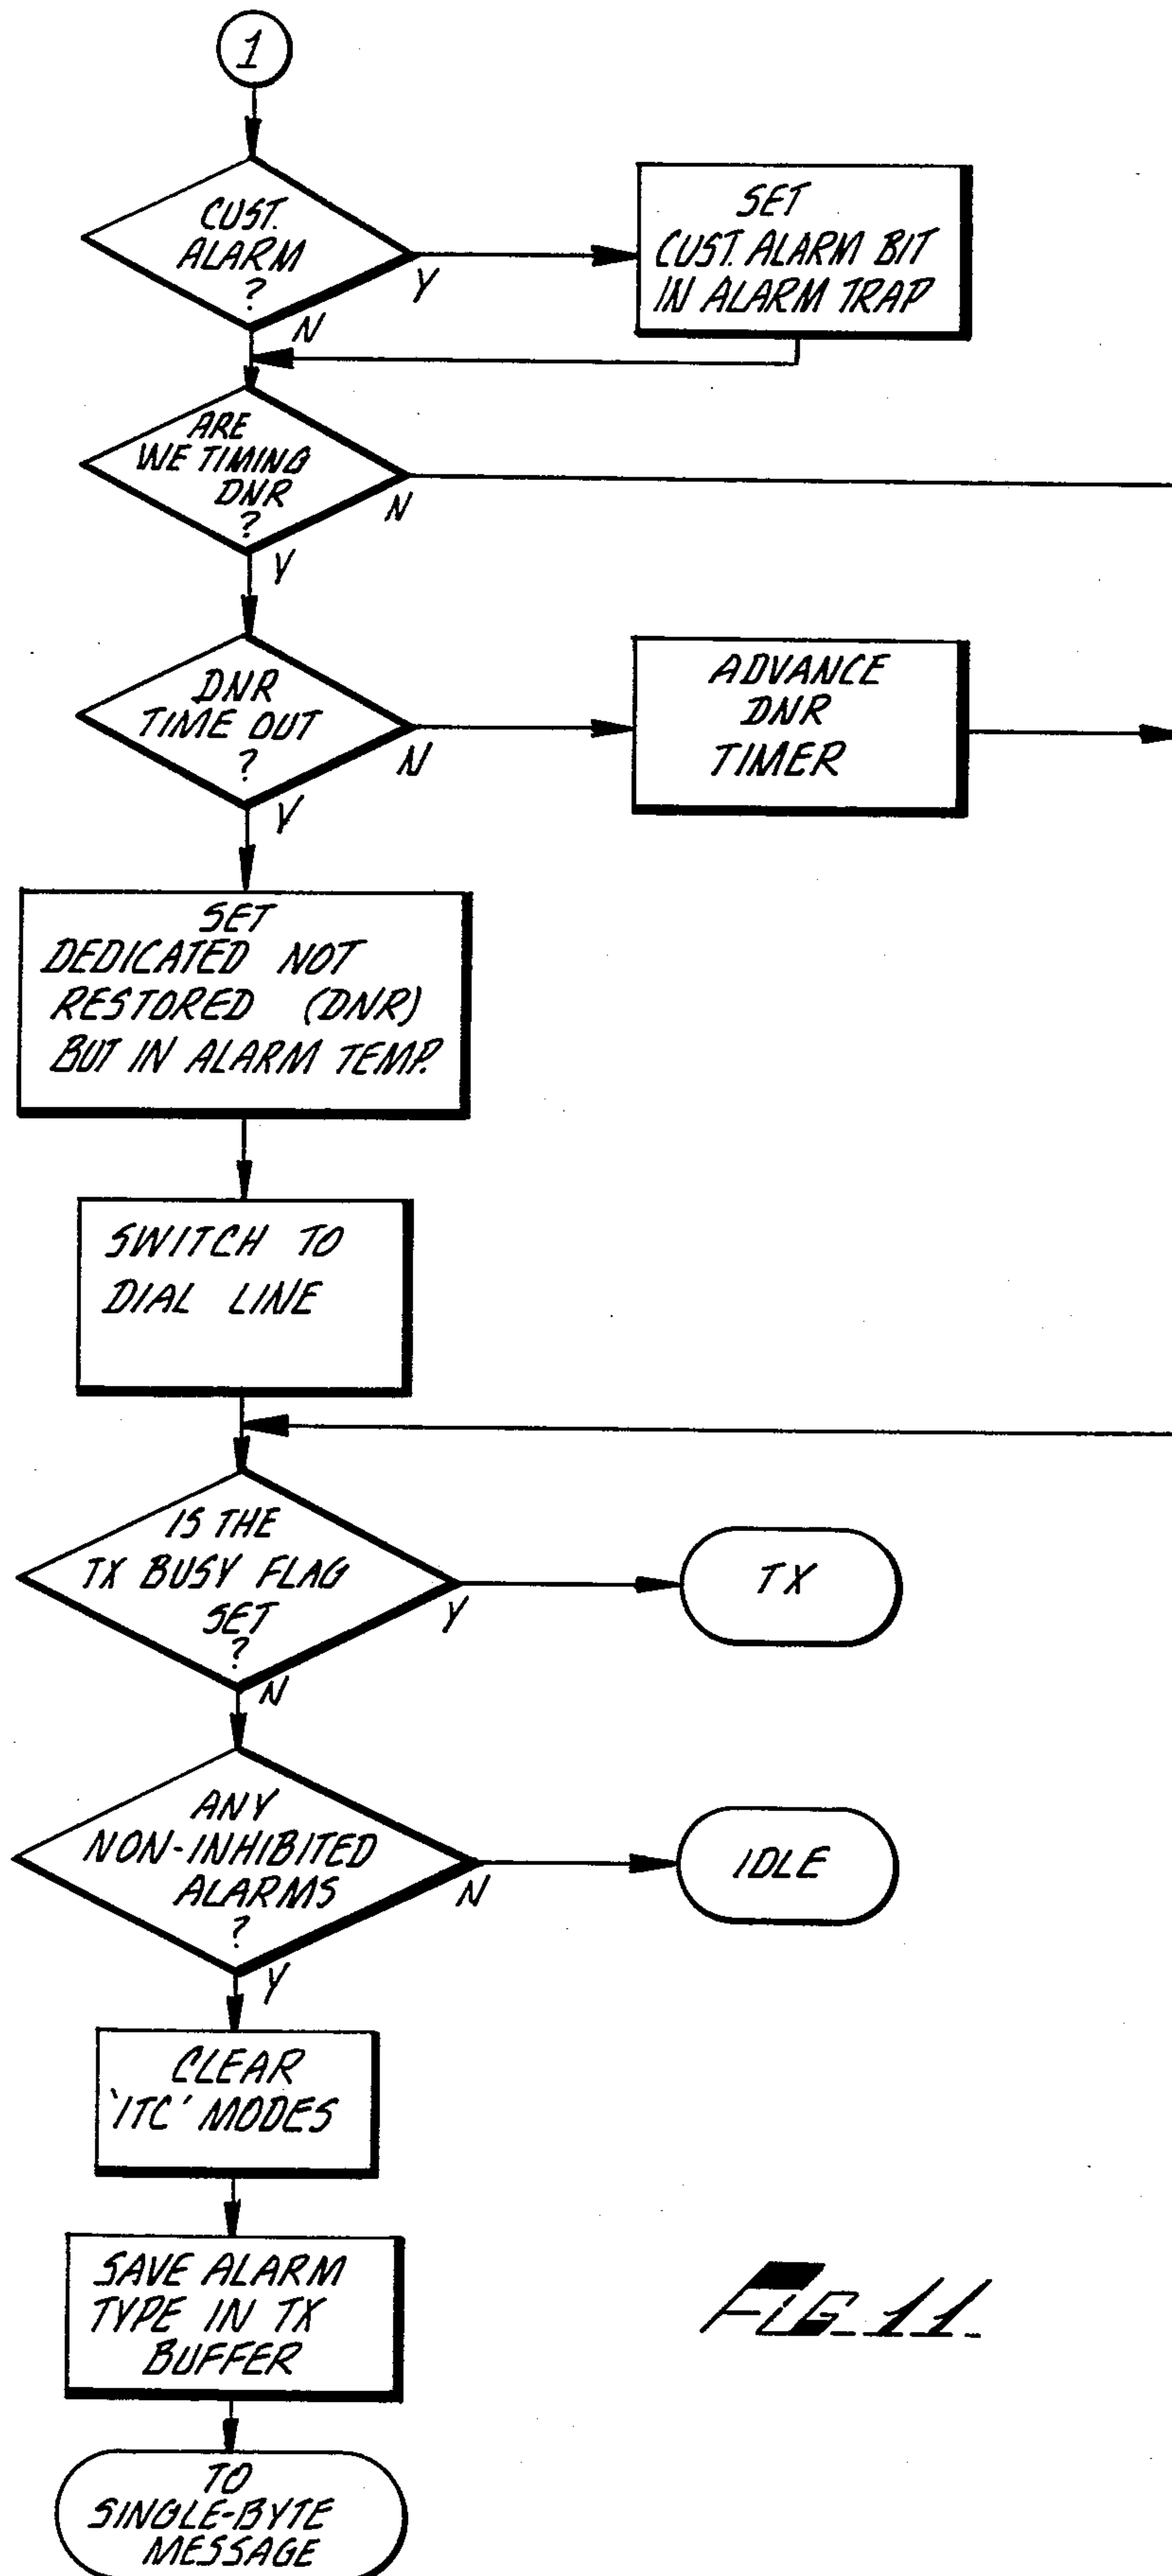 1
CUST.
ALARM
?
Y
N
SET
CUST. ALARM BIT
IN ALARM TRAP
ARE
WE TIMING
DNR
?
N
Y
DNR
TIME OUT
?
N
Y
ADVANCE
DNR
TIMER
SET
DEDICATED NOT
RESTORED (DNR)
BUT IN ALARM TEMP.
SWITCH TO
DIAL LINE
IS THE
TX BUSY FLAG
SET
?
Y
N
TX
ANY
NON-INHIBITED
ALARMS
?
N
Y
IDLE
CLEAR
'ITC' MODES
SAVE ALARM
TYPE IN TX
BUFFER
TO
SINGLE-BYTE
MESSAGE
FIG. 11.